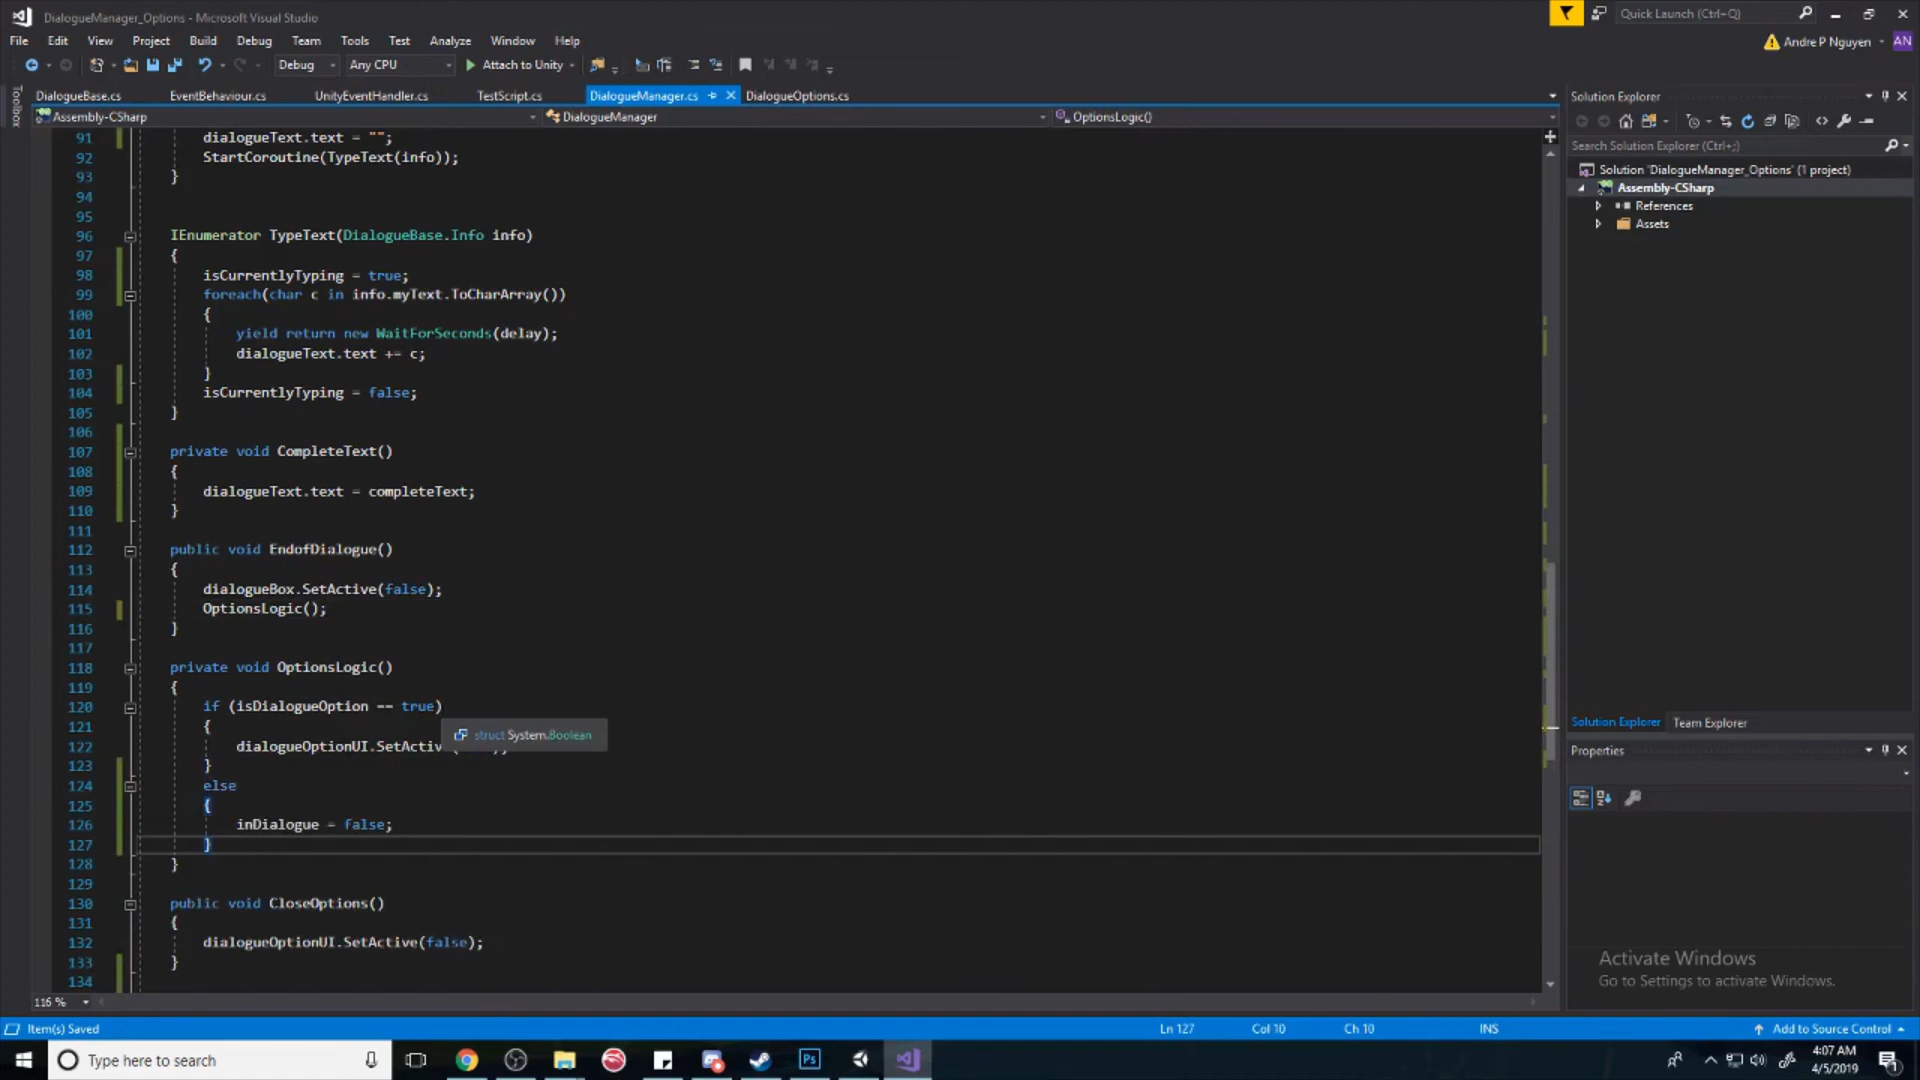 DialogueManager_Options - Microsoft Visual Studio
Quick Launch (Ctrl+Q)
File Edit View Project Build Debug Team Tools Test Analyze Window Help
Andre P Nguyen AN
Debug Any CPU Attach to Unity
Toolbox
DialogueBase.cs EventBehaviour.cs UnityEventHandler.cs TestScript.cs DialogueManager.cs DialogueOptions.cs
Assembly-CSharp DialogueManager OptionsLogic()
91 dialogueText.text = "";
92 StartCoroutine(TypeText(info));
93 }
94
95
96 IEnumerator TypeText(DialogueBase.Info info)
97 {
98 isCurrentlyTyping = true;
99 foreach(char c in info.myText.ToCharArray())
100 {
101 yield return new WaitForSeconds(delay);
102 dialogueText.text += c;
103 }
104 isCurrentlyTyping = false;
105 }
106
107 private void CompleteText()
108 {
109 dialogueText.text = completeText;
110 }
111
112 public void EndofDialogue()
113 {
114 dialogueBox.SetActive(false);
115 OptionsLogic();
116 }
117
118 private void OptionsLogic()
119 {
120 if (isDialogueOption == true)
121 {
struct System.Boolean
122 dialogueOptionUI.SetActiv
123 }
124 else
125 {
126 inDialogue = false;
127 }
128 }
129
130 public void CloseOptions()
131 {
132 dialogueOptionUI.SetActive(false);
133 }
134
116 %
Solution Explorer
Search Solution Explorer (Ctrl+;)
Solution 'DialogueManager_Options' (1 project)
Assembly-CSharp
References
Assets
Solution Explorer Team Explorer
Properties
Activate Windows
Go to Settings to activate Windows.
Item(s) Saved Ln 127 Col 10 Ch 10 INS Add to Source Control
Type here to search
Ps
4:07 AM
4/5/2019
1